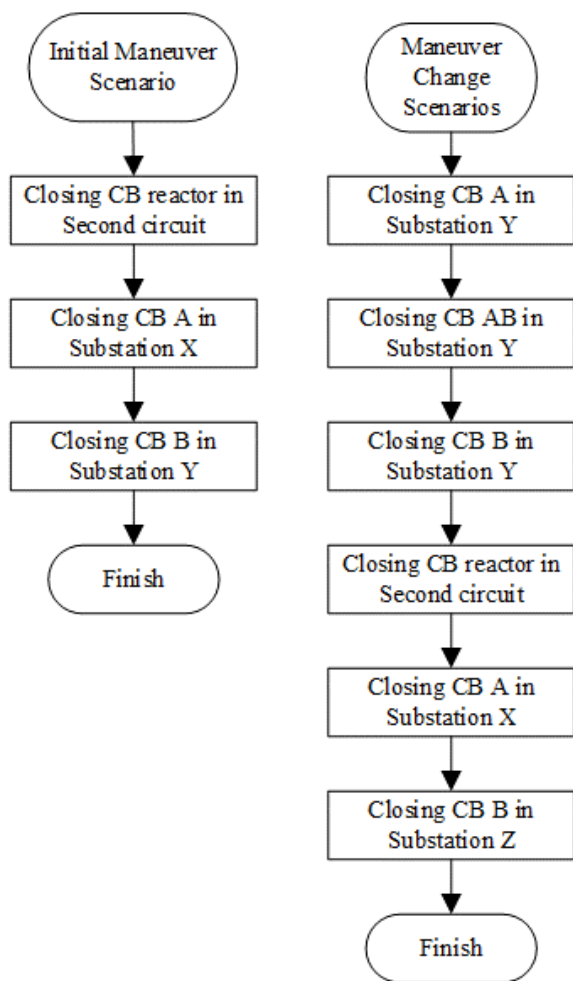 Initial Maneuver
Scenario
Closing CB reactor in
Second circuit
Closing CB A in
Substation X
Closing CB B in
Substation Y
Finish
Maneuver
Change
Scenarios
Closing CB A in
Substation Y
Closing CB AB in
Substation Y
Closing CB B in
Substation Y
Closing CB reactor in
Second circuit
Closing CB A in
Substation X
Closing CB B in
Substation Z
Finish